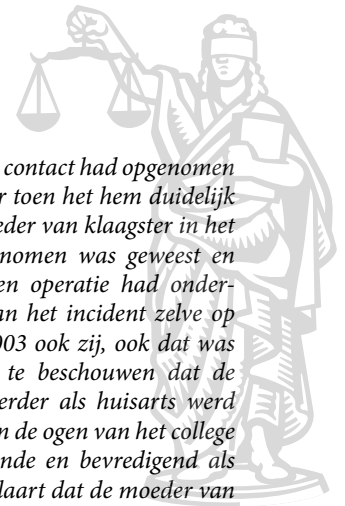 contact had opgenomen
r toen het hem duidelijk
eder van klaagster in het
nomen was geweest en
en operatie had onder-
an het incident zelve op
003 ook zij, ook dat was
te beschouwen dat de
erder als huisarts werd
n de ogen van het college
nde en bevredigend als
laart dat de moeder van